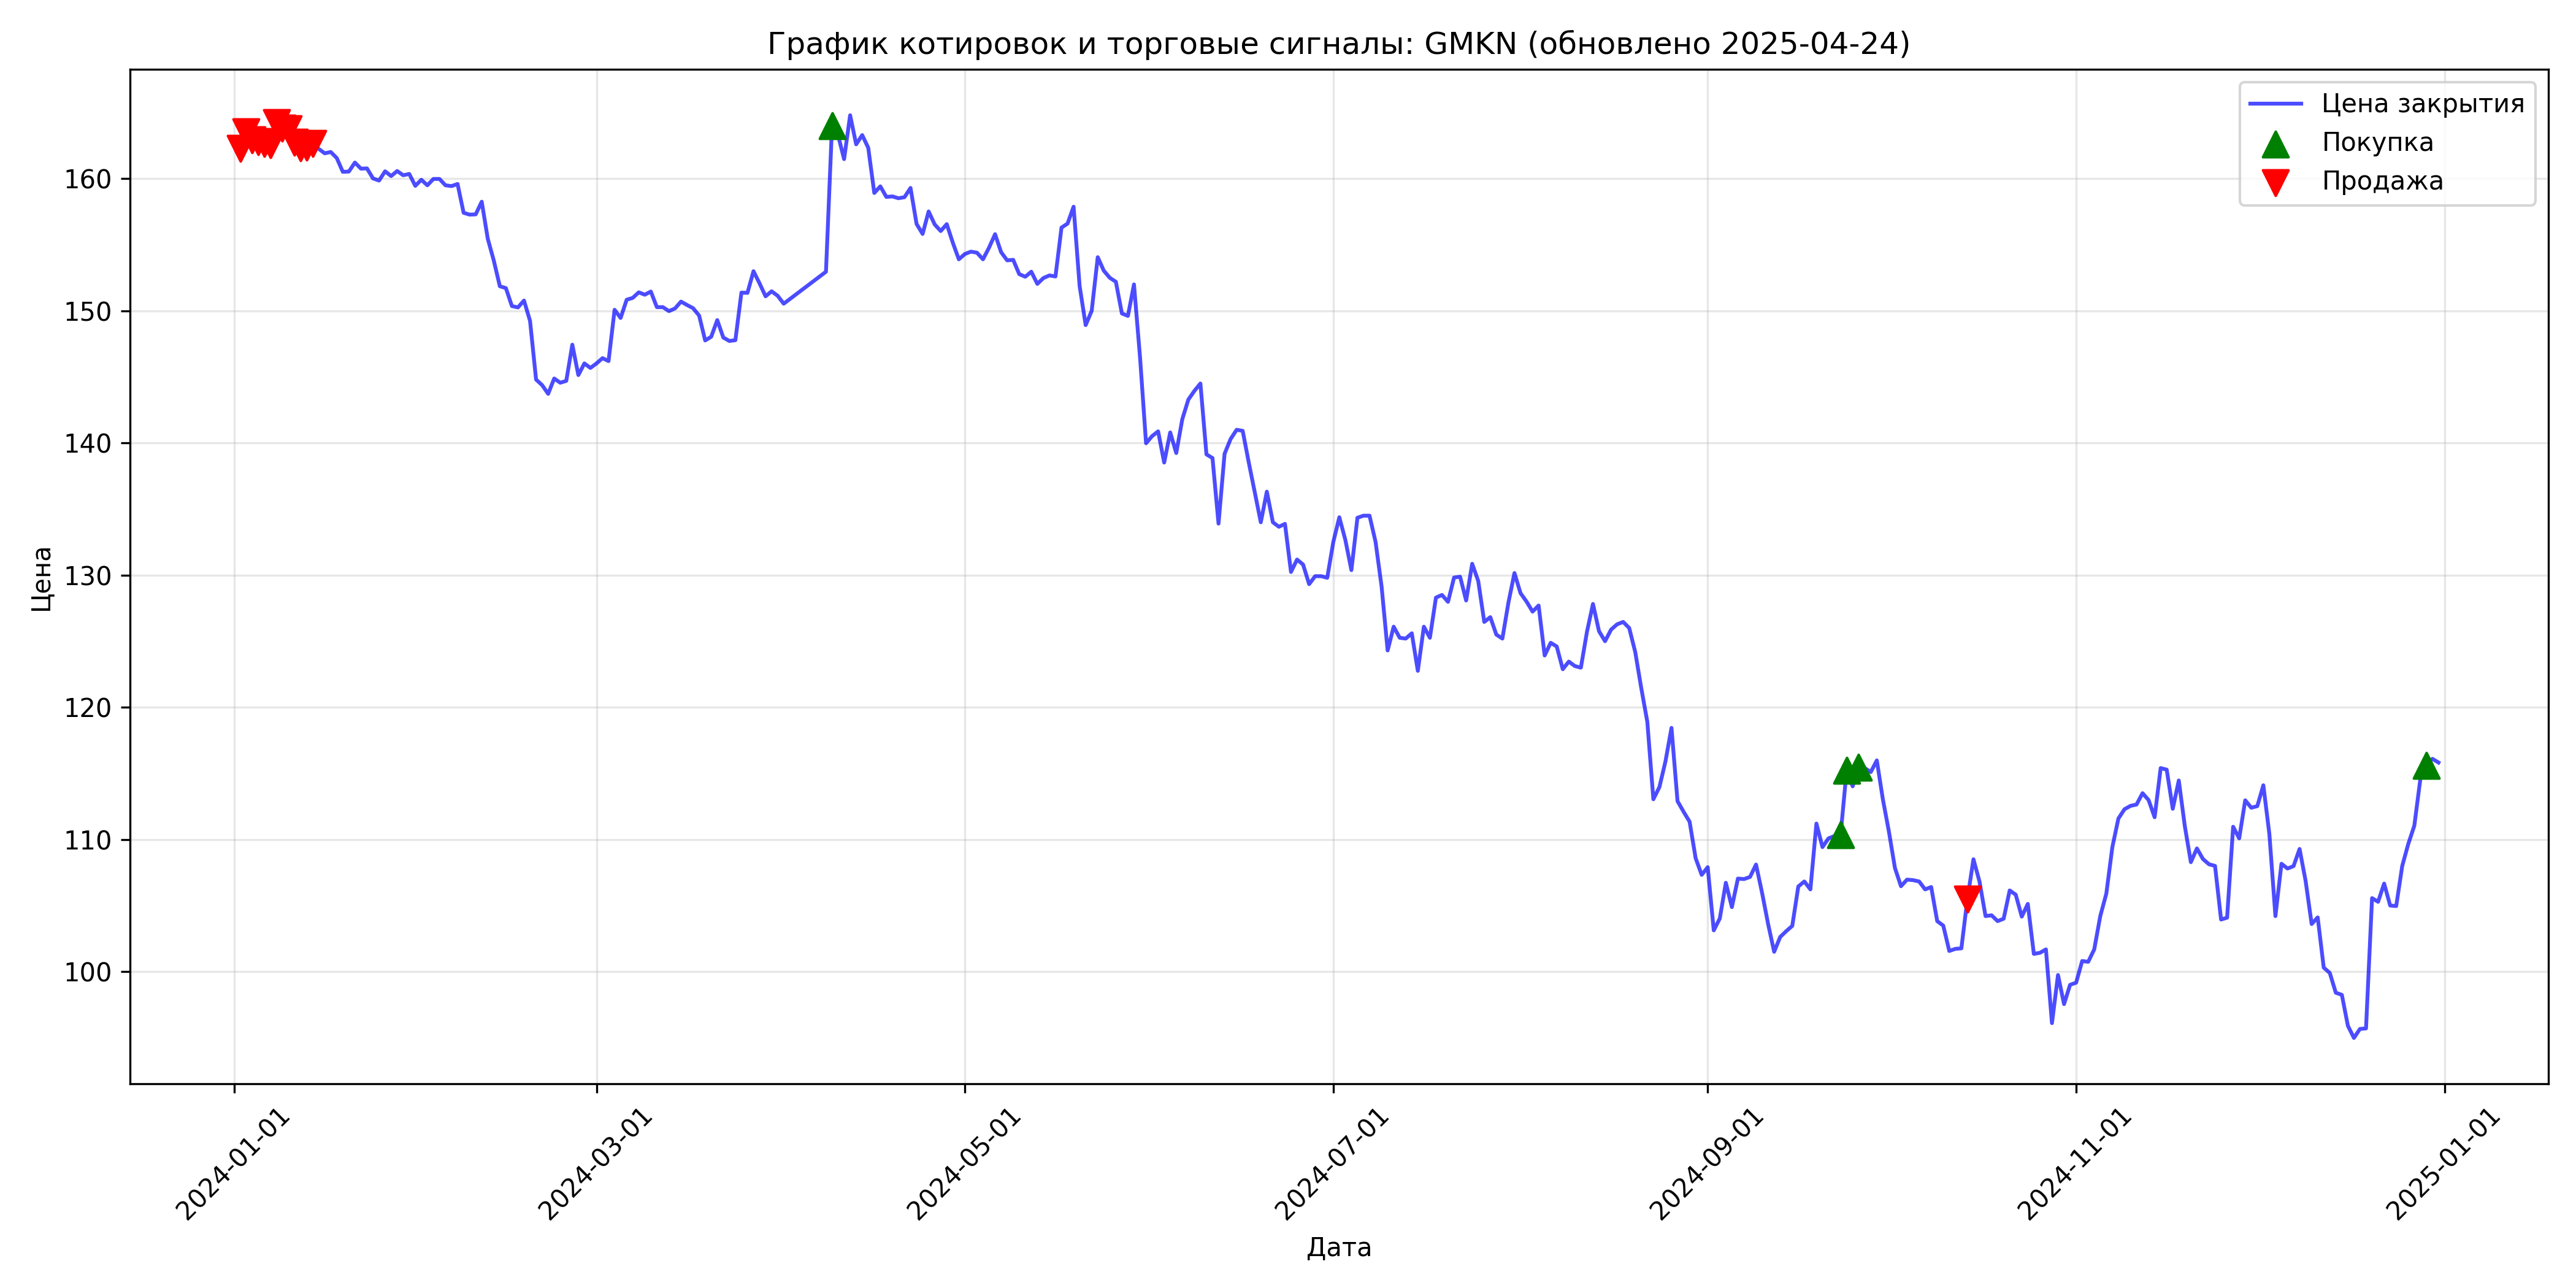 График котировок и торговые сигналы: GMKN (обновлено 2025-04-24)
Цена закрытия
Покупка
Продажа
160
150
140
130
120
110
100
Цена
2024-01-01
2024-03-01
2024-05-01
2024-07-01
2024-09-01
2024-11-01
2025-01-01
Дата